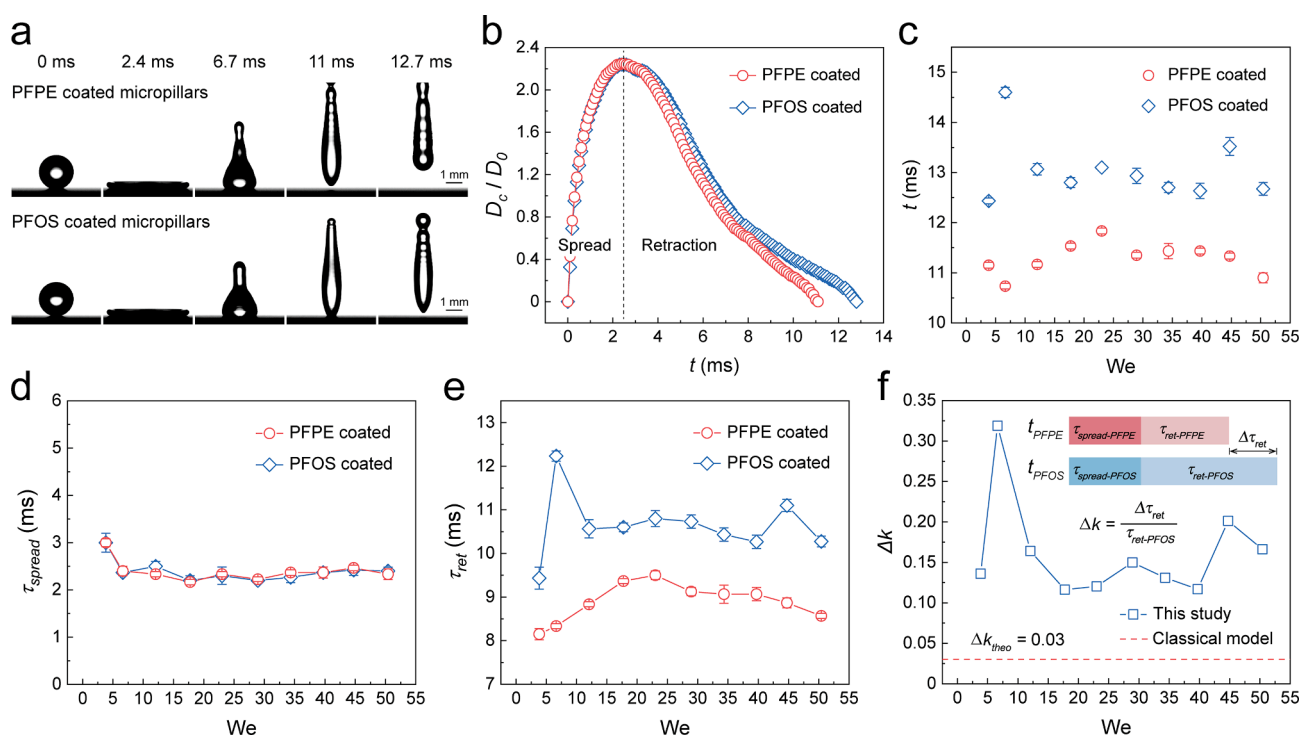 a
0 ms 2.4 ms 6.7 ms 11 ms 12.7 ms
PFPE coated micropillars
1 mm
PFOS coated micropillars
1 mm
b
2.4
2.0
1.6
1.2
0.8
0.4
0
D_c / D_0
PFPE coated
PFOS coated
Spread
Retraction
0 2 4 6 8 10 12 14
t (ms)
c
15
14
13
12
11
10
t (ms)
PFPE coated
PFOS coated
0 5 10 15 20 25 30 35 40 45 50 55
We
d
6
5
4
3
2
1
0
τ_spread (ms)
PFPE coated
PFOS coated
0 5 10 15 20 25 30 35 40 45 50 55
We
e
13
12
11
10
9
8
7
τ_ret (ms)
PFPE coated
PFOS coated
0 5 10 15 20 25 30 35 40 45 50 55
We
f
0.35
0.30
0.25
0.20
0.15
0.10
0.05
0
Δk
t_PFPE τ_spread-PFPE τ_ret-PFPE Δτ_ret
t_PFOS τ_spread-PFOS τ_ret-PFOS
Δk = Δτ_ret / τ_ret-PFOS
This study
Classical model
Δk_theo = 0.03
0 5 10 15 20 25 30 35 40 45 50 55
We